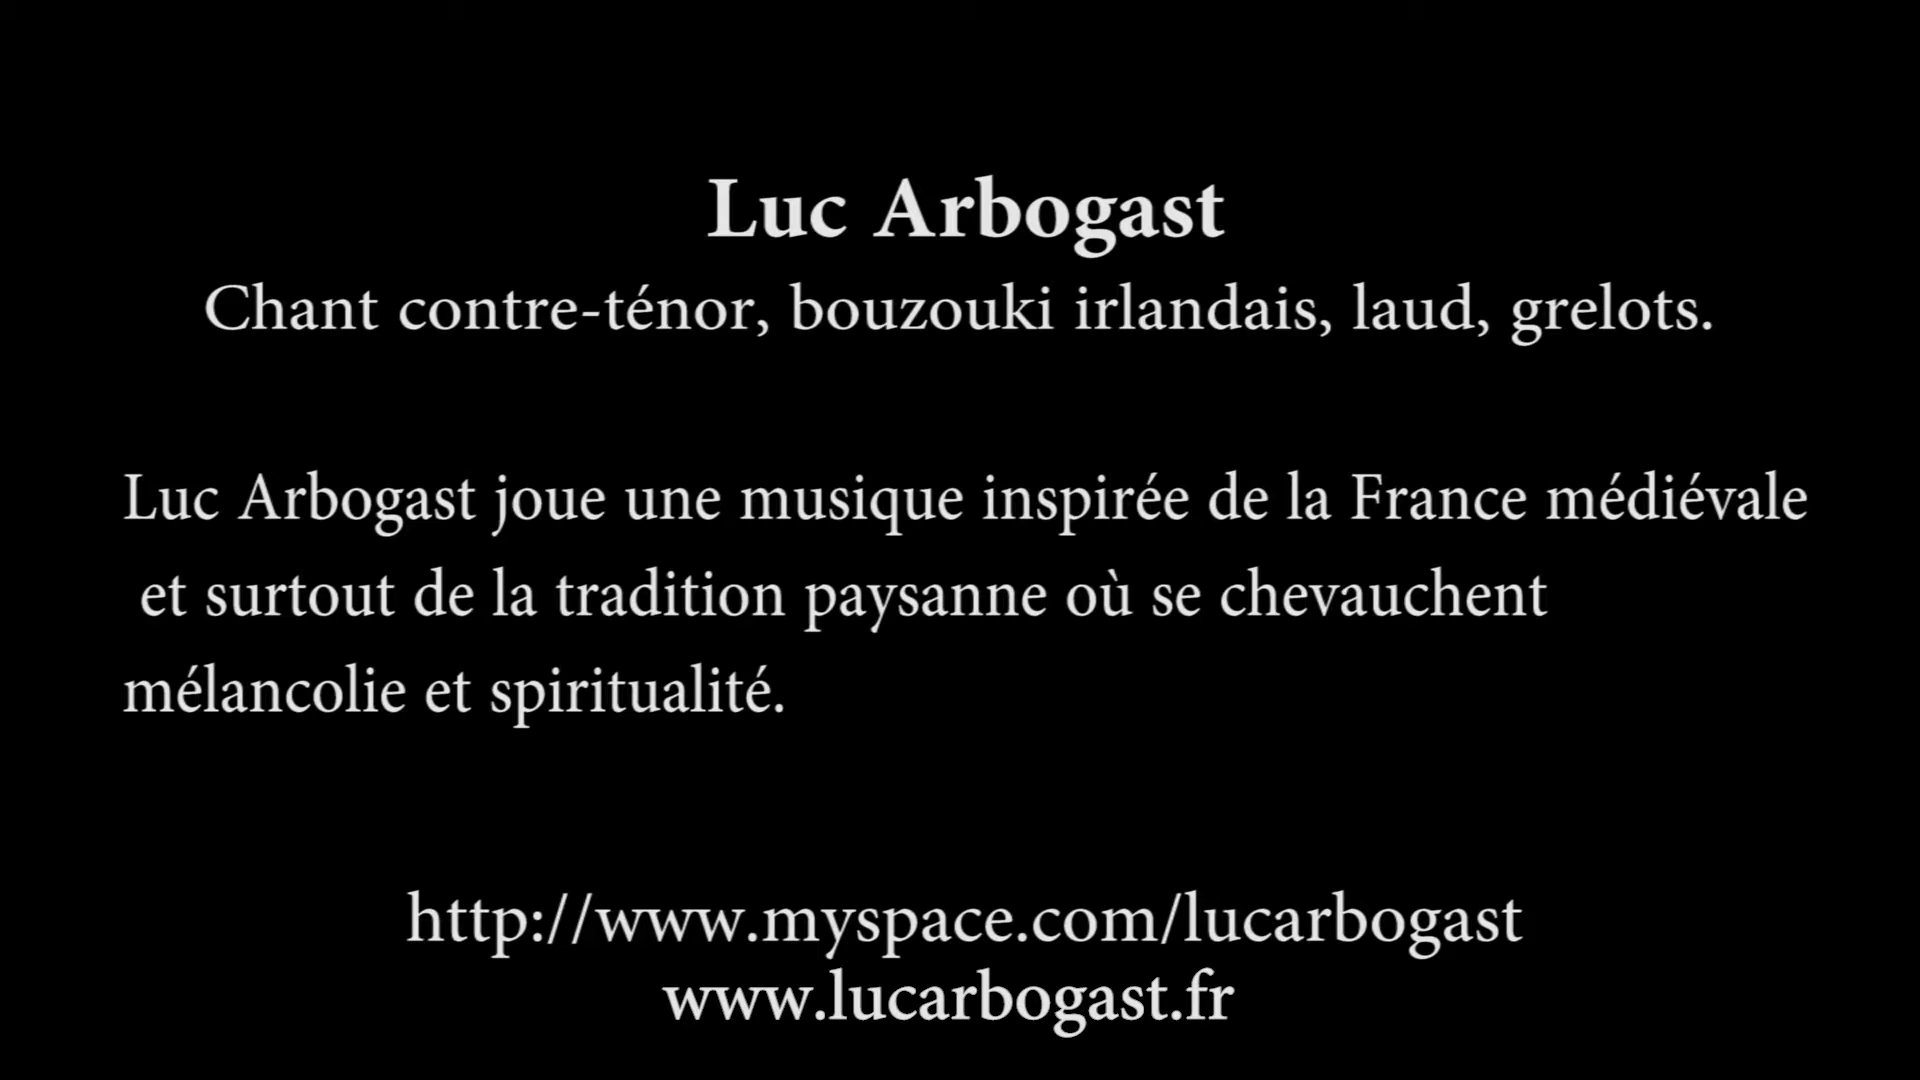 Luc Arbogast
Chant contre-ténor, bouzouki irlandais, laud, grelots.
Luc Arbogast joue une musique inspirée de la France médiévale
et surtout de la tradition paysanne où se chevauchent
mélancolie et spiritualité.
http://www.myspace.com/lucarbogast
www.lucarbogast.fr